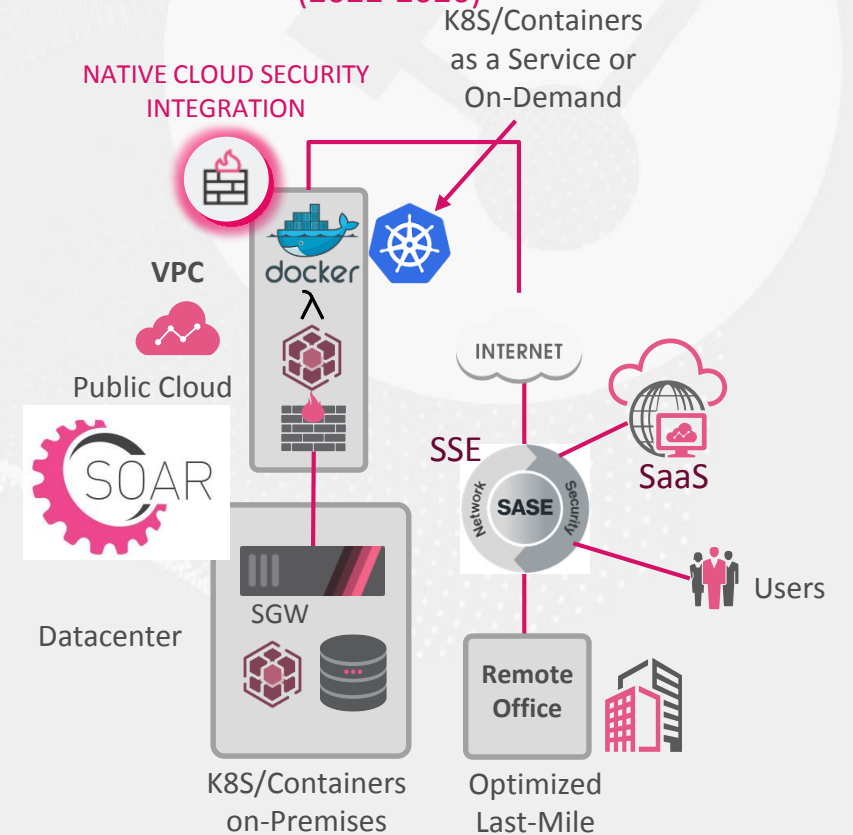 K8S/Containers
as a Service or
On-Demand
NATIVE CLOUD SECURITY
INTEGRATION
docker
λ
VPC
Public Cloud
SOAR
INTERNET
SSE
Network
SASE
Security
SaaS
Users
SGW
Datacenter
Remote
Office
K8S/Containers
on-Premises
Optimized
Last-Mile